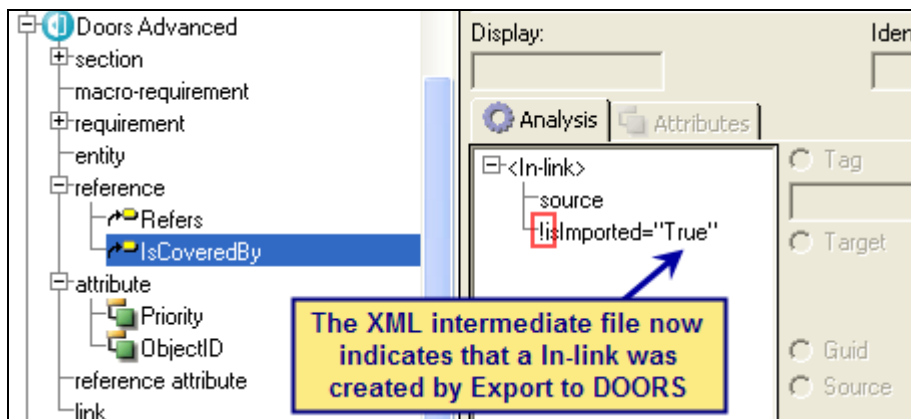 Doors Advanced
section
macro-requirement
requirement
entity
reference
Refers
IsCoveredBy
attribute
Priority
ObjectID
reference attribute
link
Display:
Iden
Analysis
Attributes
<In-link>
source
!isImported="True"
Tag
Target
Guid
Source
The XML intermediate file now
indicates that a In-link was
created by Export to DOORS